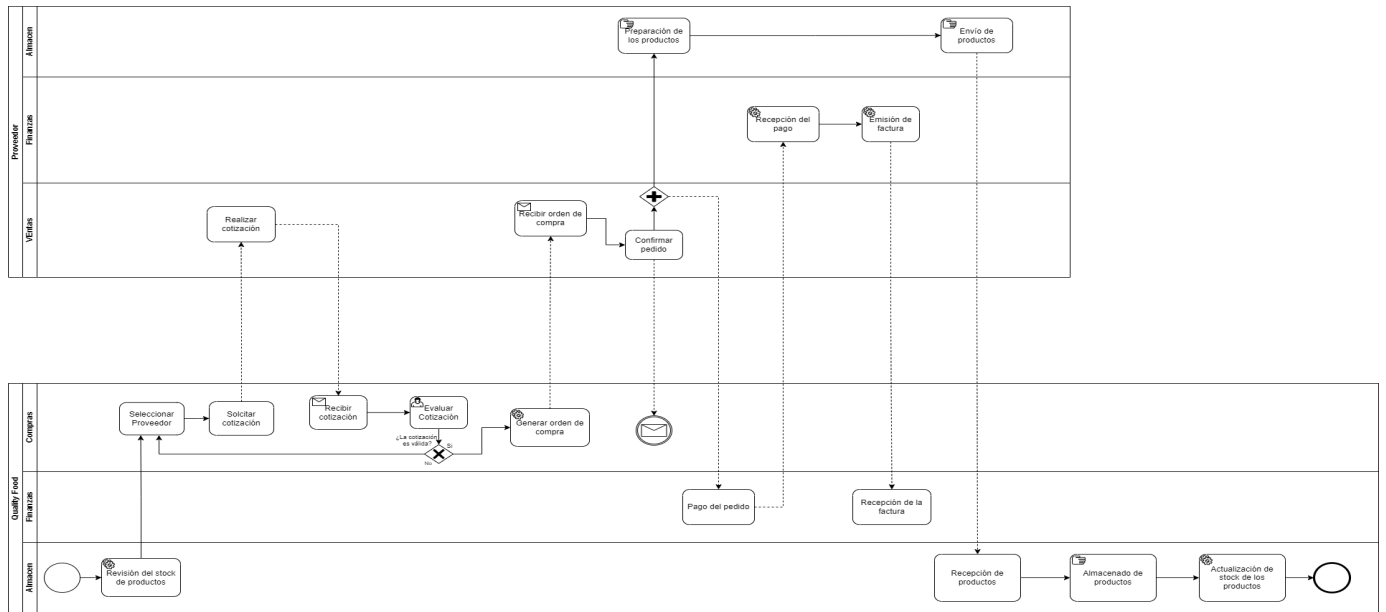 Proveedor
Almacen
Preparación de
los productos
Envío de
productos
Finanzas
Recepción del
pago
Emisión de
factura
VEntas
Realizar
cotización
Recibir orden de
compra
Confirmar
pedido
Quality Food
Compras
Seleccionar
Proveedor
Solcitar
cotización
Recibir
cotización
Evaluar
Cotización
¿La cotización
es válida?
Si
No
Generar orden de
compra
Finanzas
Pago del pedido
Recepción de la
factura
Almacen
Revisión del stock
de productos
Recepción de
productos
Almacenado de
productos
Actualización de
stock de los
productos